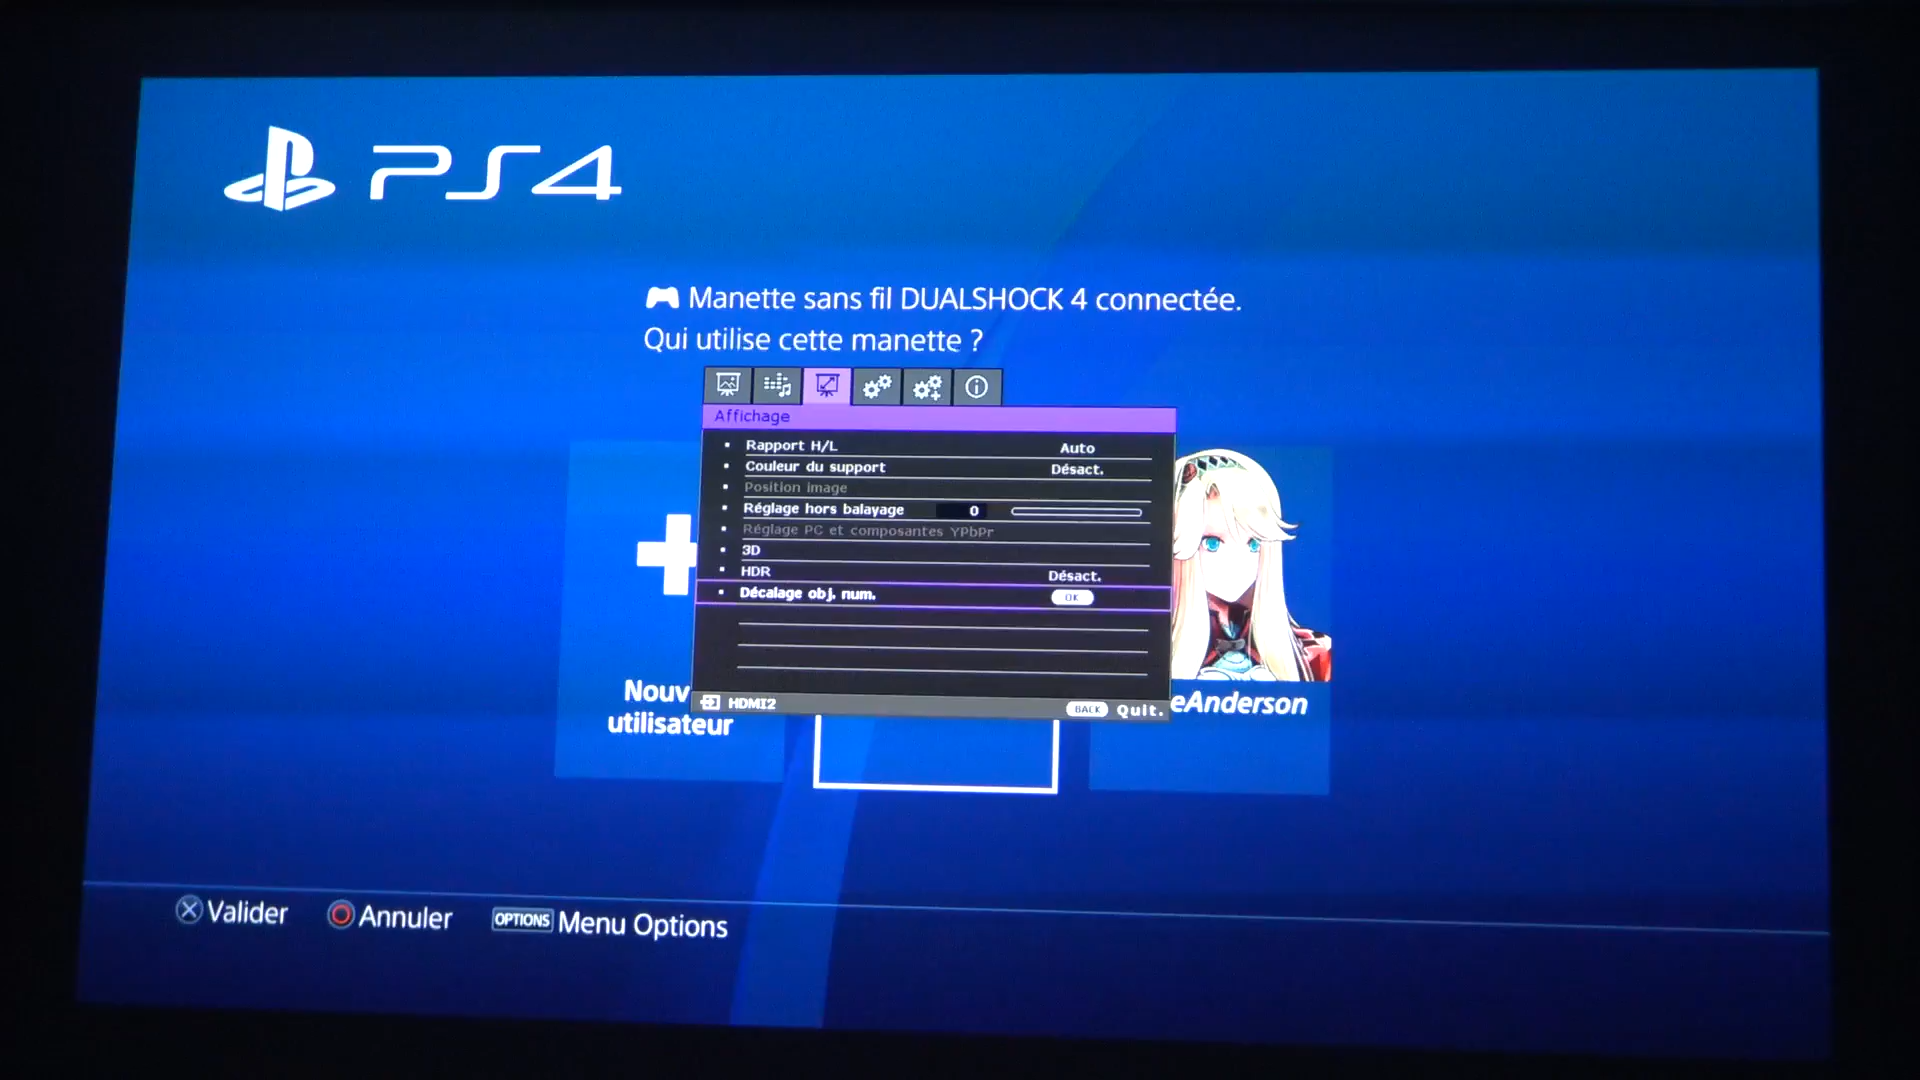 PS4
Manette sans fil DUALSHOCK 4 connectée.
Qui utilise cette manette ?
Affichage
Rapport H/L Auto
Couleur du support Désact.
Position image
Réglage hors balayage 0
Réglage PC et composantes YPbPr
3D
HDR Désact.
Décalage obj. num. OK
HDMI2 BACK Quit.
Nouv
utilisateur
eAnderson
Valider Annuler OPTIONS Menu Options